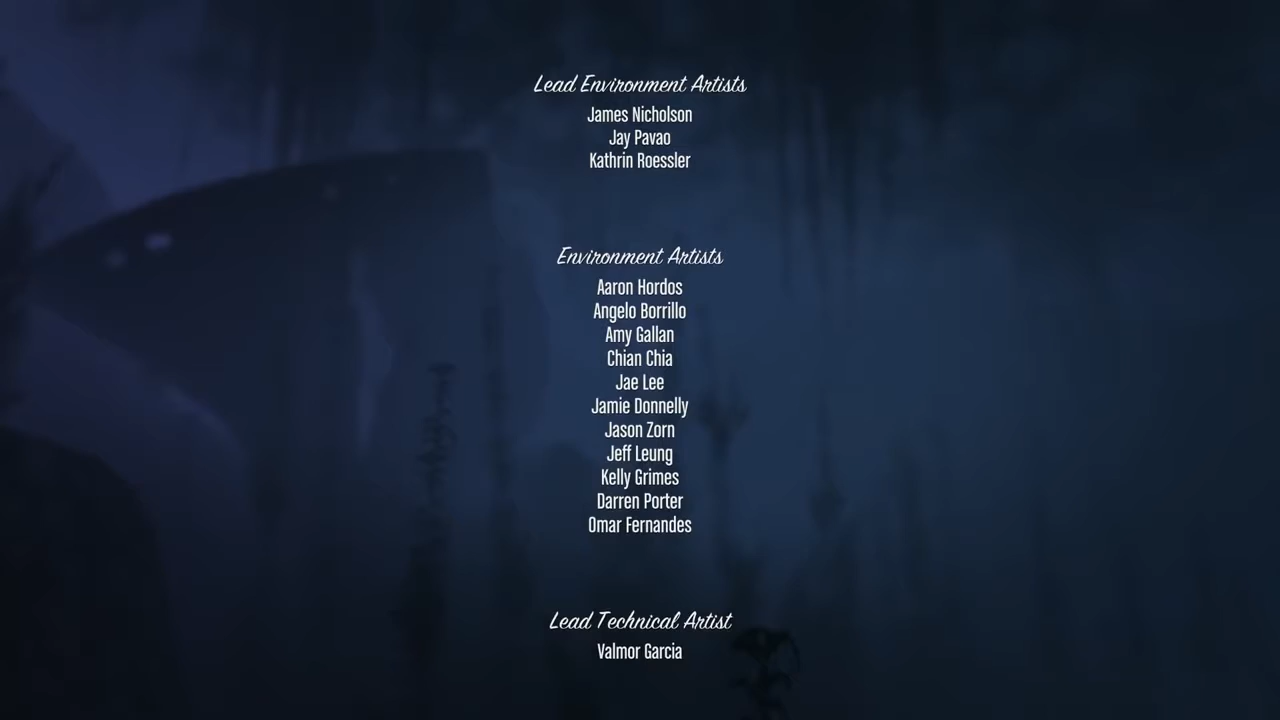 Lead Environment Artists
James Nicholson
Jay Pavao
Kathrin Roessler
Environment Artists
Aaron Hordos
Angelo Borrillo
Amy Gallan
Chian Chia
Jae Lee
Jamie Donnelly
Jason Zorn
Jeff Leung
Kelly Grimes
Darren Porter
Omar Fernandes
Lead Technical Artist
Valmor Garcia